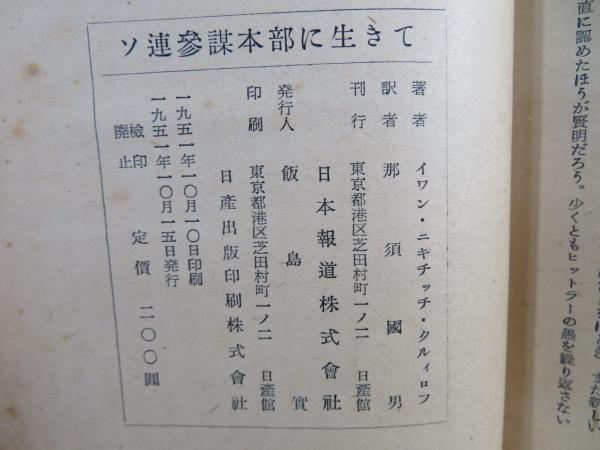 直に認めたほうが賢明だろう。少くともヒットラーの愚を繰り返さない
ソ連參謀本部に生きて
著者 イワン・ニキチッチ・クルィロフ
訳者 那須國男
刊行 東京都港区芝田村町一ノ二 日産館
日本報道株式會社
発行人 飯島實
印刷 東京都港区芝田村町一ノ二 日産館
日産出版印刷株式會社
一九五一年一〇月一〇日印刷
一九五一年一〇月一五日発行
檢印廃止 定價 二〇〇圓